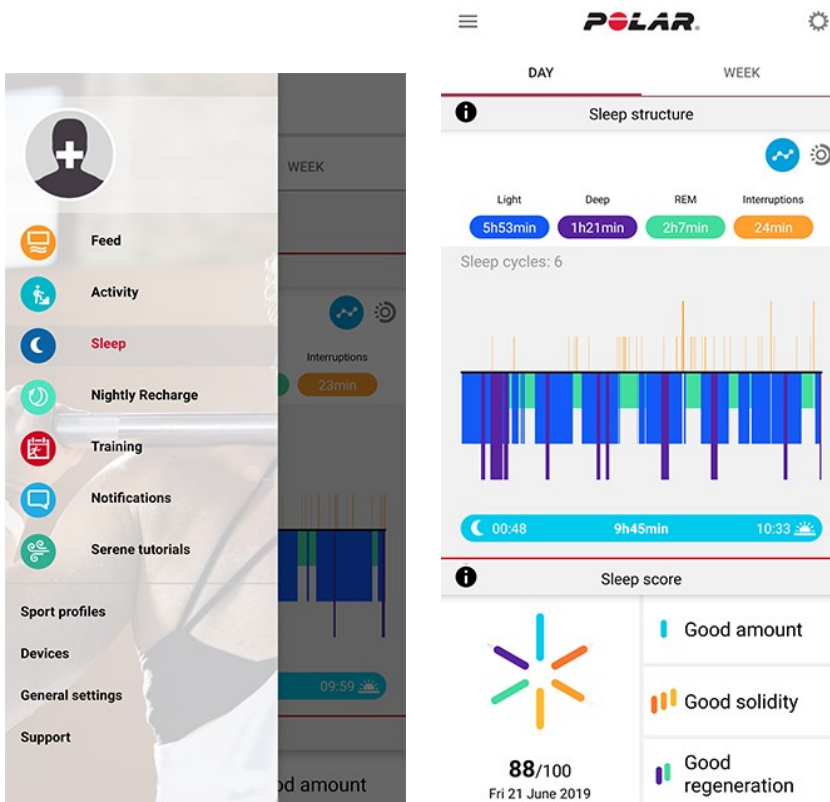 WEEK
Feed
Activity
Sleep
Nightly Recharge
Training
Notifications
Serene tutorials
Sport profiles
Devices
General settings
Support
Interruptions
23min
09:59
od amount
POLAR®
DAY WEEK
Sleep structure
Light Deep REM Interruptions
5h53min 1h21min 2h7min 24min
Sleep cycles: 6
00:48 9h45min 10:33
Sleep score
Good amount
Good solidity
Good
regeneration
88/100
Fri 21 June 2019